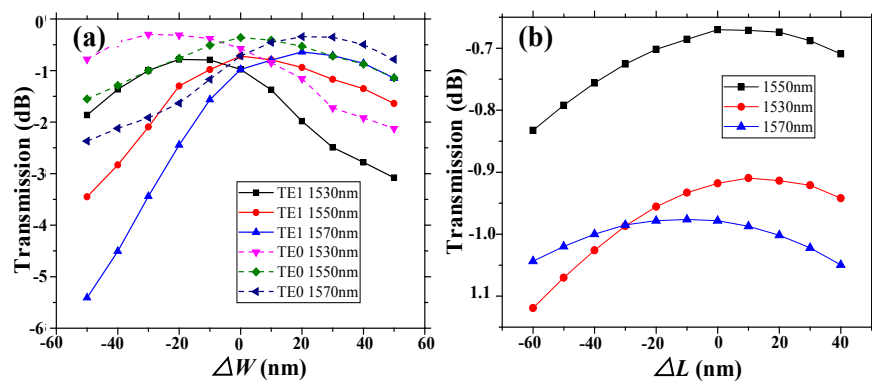 (a)
Transmission (dB)
0
-1
-2
-3
-4
-5
-6
TE1 1530nm
TE1 1550nm
TE1 1570nm
TE0 1530nm
TE0 1550nm
TE0 1570nm
-60 -40 -20 0 20 40 60
△W (nm)
(b)
Transmission (dB)
-0.7
-0.8
-0.9
-1.0
1.1
1550nm
1530nm
1570nm
-60 -40 -20 0 20 40
△L (nm)